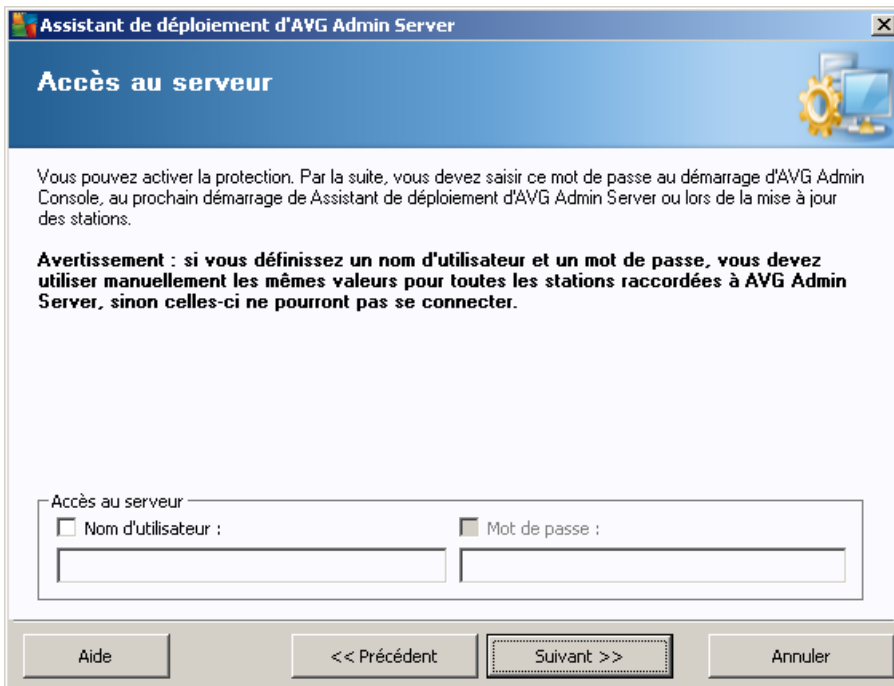 Assistant de déploiement d'AVG Admin Server
Accès au serveur
Vous pouvez activer la protection. Par la suite, vous devez saisir ce mot de passe au démarrage d'AVG Admin
Console, au prochain démarrage de Assistant de déploiement d'AVG Admin Server ou lors de la mise à jour
des stations.
Avertissement : si vous définissez un nom d'utilisateur et un mot de passe, vous devez
utiliser manuellement les mêmes valeurs pour toutes les stations raccordées à AVG Admin
Server, sinon celles-ci ne pourront pas se connecter.
Accès au serveur
Nom d'utilisateur : Mot de passe :
Aide << Précédent Suivant >> Annuler